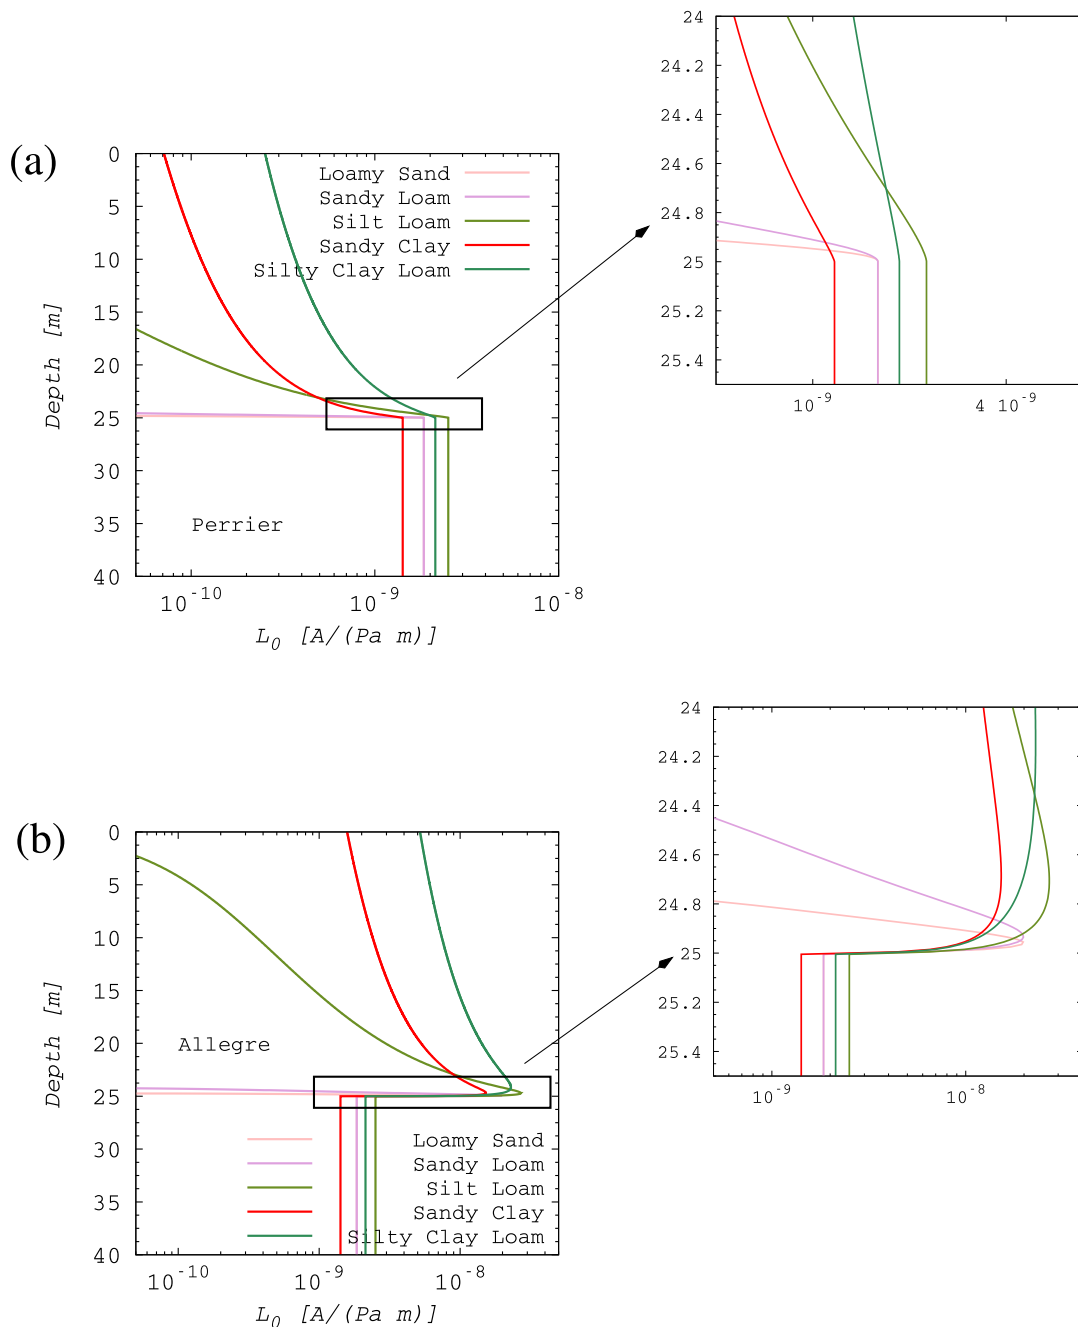 (a)
0
5
10
15
20
25
30
35
40
Depth [m]
Loamy Sand
Sandy Loam
Silt Loam
Sandy Clay
Silty Clay Loam
Perrier
10⁻¹⁰ 10⁻⁹ 10⁻⁸
L₀ [A/(Pa m)]
24
24.2
24.4
24.6
24.8
25
25.2
25.4
10⁻⁹ 4 10⁻⁹
(b)
0
5
10
15
20
25
30
35
40
Depth [m]
Allegre
Loamy Sand
Sandy Loam
Silt Loam
Sandy Clay
Silty Clay Loam
10⁻¹⁰ 10⁻⁹ 10⁻⁸
L₀ [A/(Pa m)]
24
24.2
24.4
24.6
24.8
25
25.2
25.4
10⁻⁹ 10⁻⁸